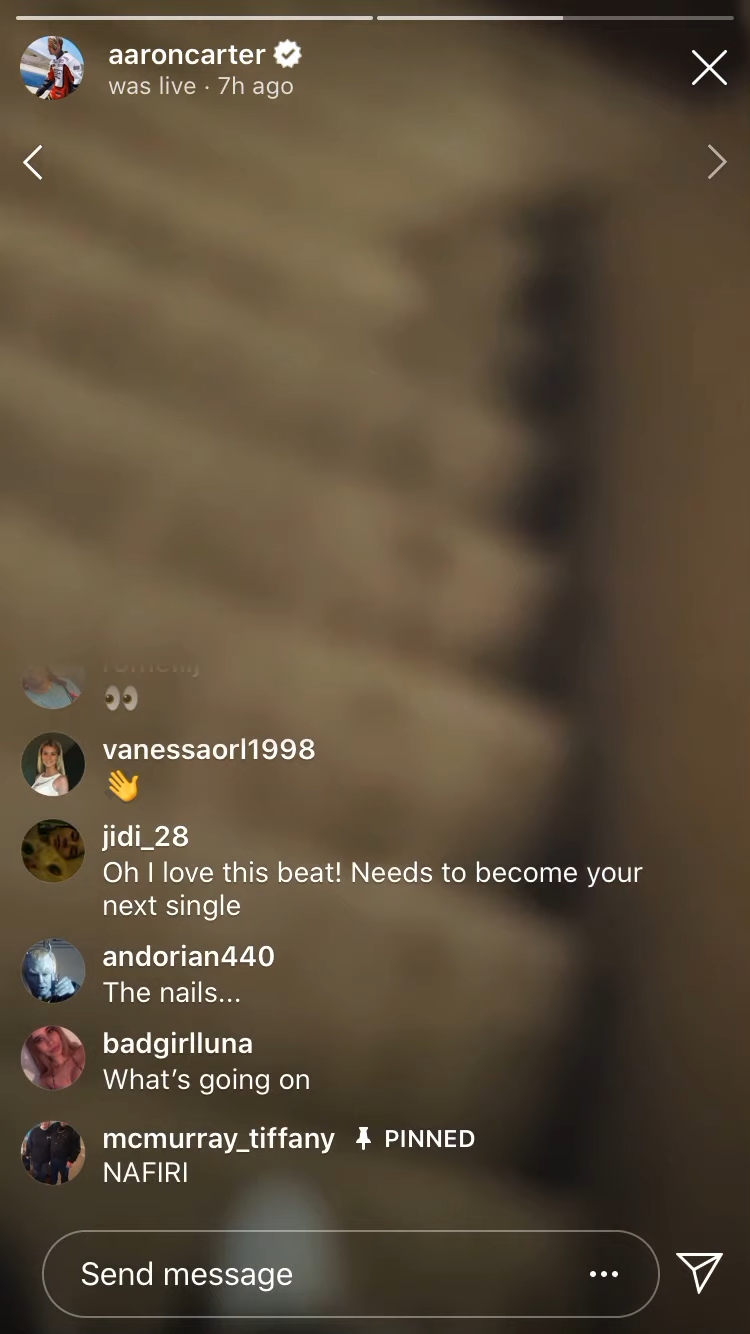 aaroncarter
was live · 7h ago
vanessaorl1998
jidi_28
Oh I love this beat! Needs to become your
next single
andorian440
The nails...
badgirlluna
What's going on
mcmurray_tiffany PINNED
NAFIRI
Send message